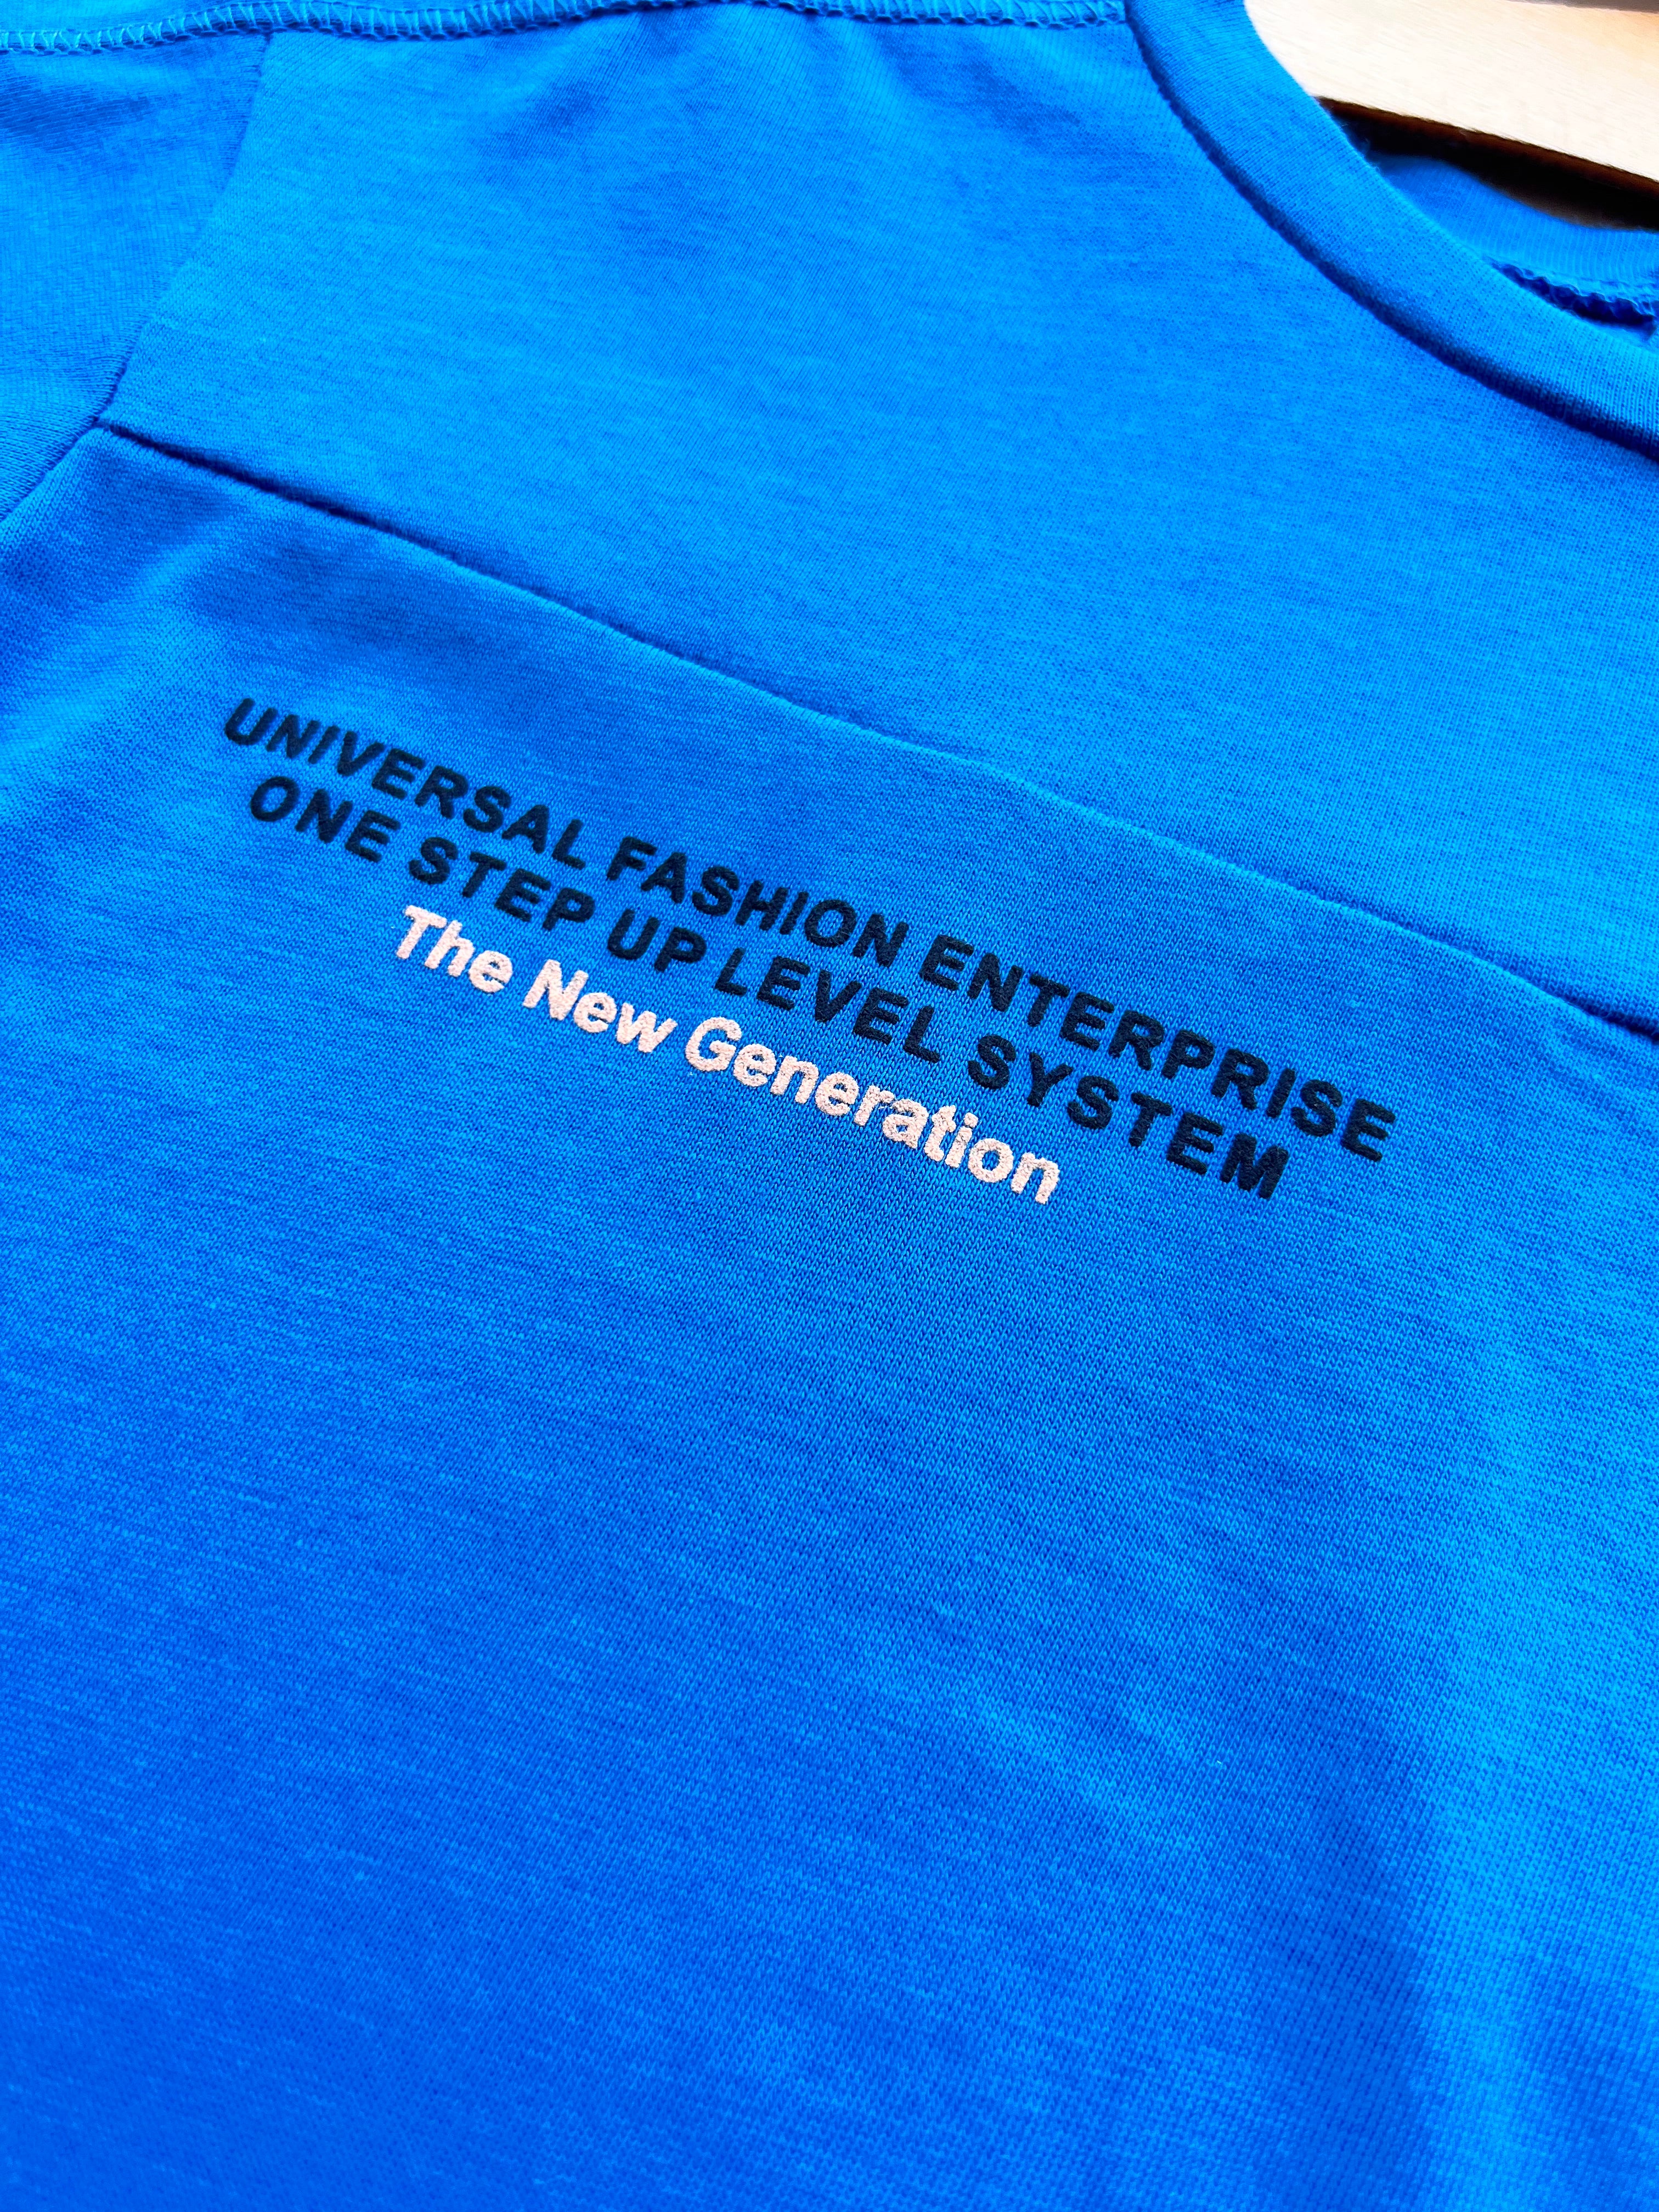 UNIVERSAL FASHION ENTERPRISE
ONE STEP UP LEVEL SYSTEM
The New Generation